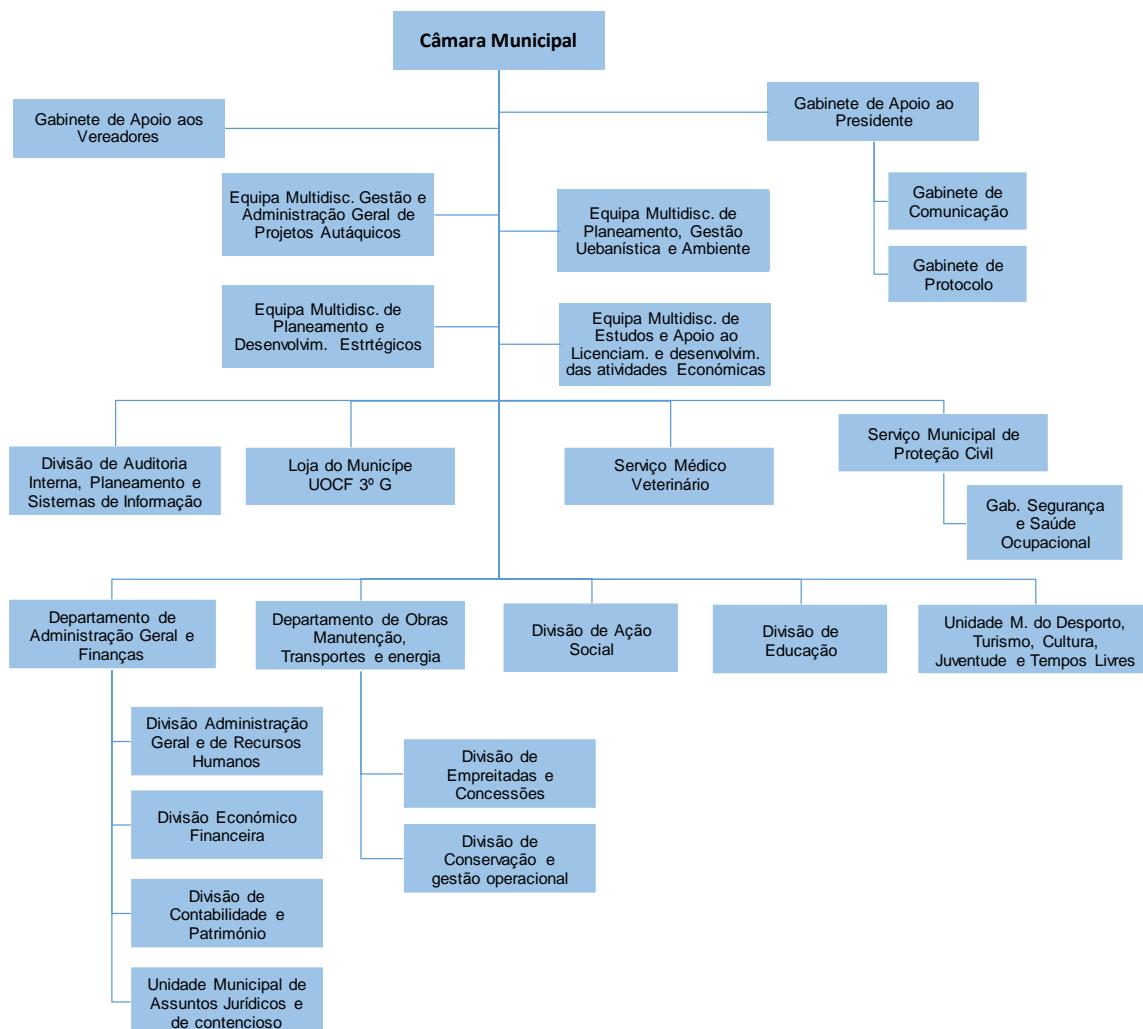 Câmara Municipal
Gabinete de Apoio aos
Vereadores
Gabinete de Apoio ao
Presidente
Gabinete de
Comunicação
Gabinete de
Protocolo
Equipa Multidisc. Gestão e
Administração Geral de
Projetos Autáquicos
Equipa Multidisc. de
Planeamento, Gestão
Uebanística e Ambiente
Equipa Multidisc. de
Planeamento e
Desenvolvim. Estrtégicos
Equipa Multidisc. de
Estudos e Apoio ao
Licenciam. e desenvolvim.
das atividades Económicas
Divisão de Auditoria
Interna, Planeamento e
Sistemas de Informação
Loja do Municípe
UOCF 3º G
Serviço Médico
Veterinário
Serviço Municipal de
Proteção Civil
Gab. Segurança
e Saúde
Ocupacional
Departamento de
Administração Geral e
Finanças
Departamento de Obras
Manutenção,
Transportes e energia
Divisão de Ação
Social
Divisão de
Educação
Unidade M. do Desporto,
Turismo, Cultura,
Juventude e Tempos Livres
Divisão Administração
Geral e de Recursos
Humanos
Divisão Económico
Financeira
Divisão de
Contabilidade e
Património
Unidade Municipal de
Assuntos Jurídicos e
de contencioso
Divisão de
Empreitadas e
Concessões
Divisão de
Conservação e
gestão operacional